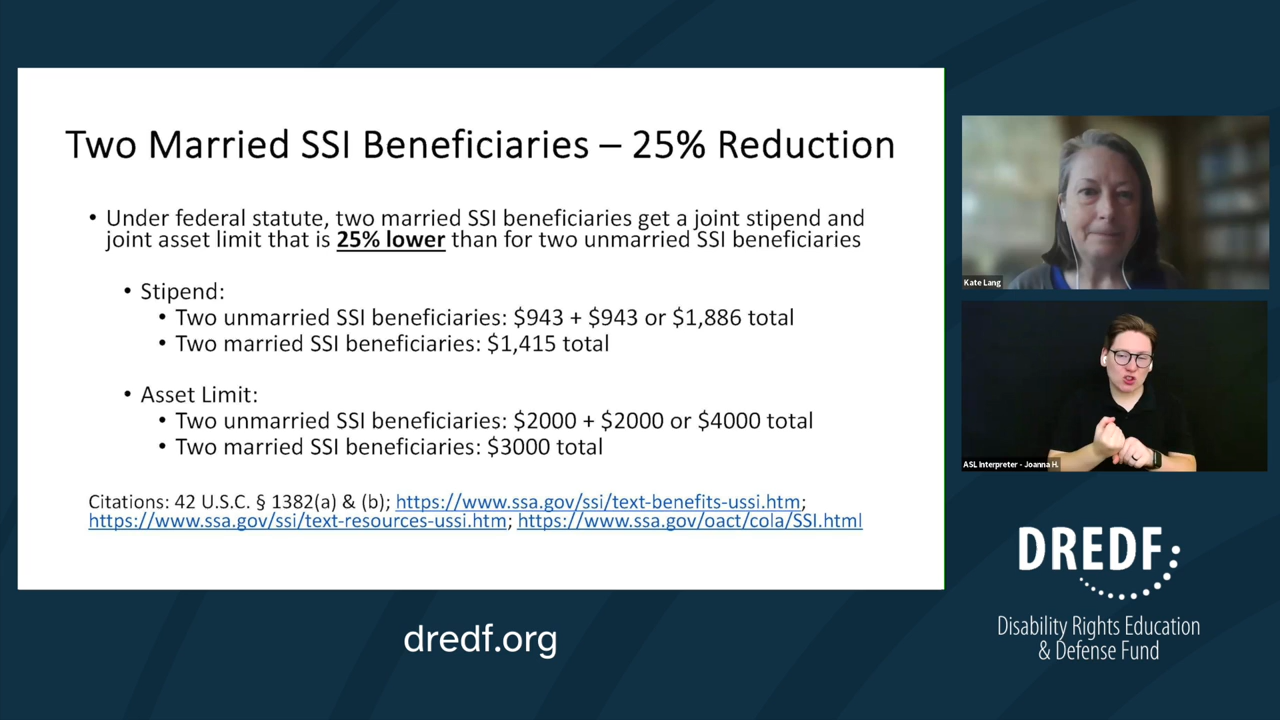 Two Married SSI Beneficiaries – 25% Reduction
• Under federal statute, two married SSI beneficiaries get a joint stipend and
joint asset limit that is 25% lower than for two unmarried SSI beneficiaries
• Stipend:
• Two unmarried SSI beneficiaries: $943 + $943 or $1,886 total
• Two married SSI beneficiaries: $1,415 total
• Asset Limit:
• Two unmarried SSI beneficiaries: $2000 + $2000 or $4000 total
• Two married SSI beneficiaries: $3000 total
Citations: 42 U.S.C. § 1382(a) & (b); https://www.ssa.gov/ssi/text-benefits-ussi.htm;
https://www.ssa.gov/ssi/text-resources-ussi.htm; https://www.ssa.gov/oact/cola/SSI.html
Kate Lang
ASL Interpreter - Joanna H.
DREDF
Disability Rights Education
& Defense Fund
dredf.org